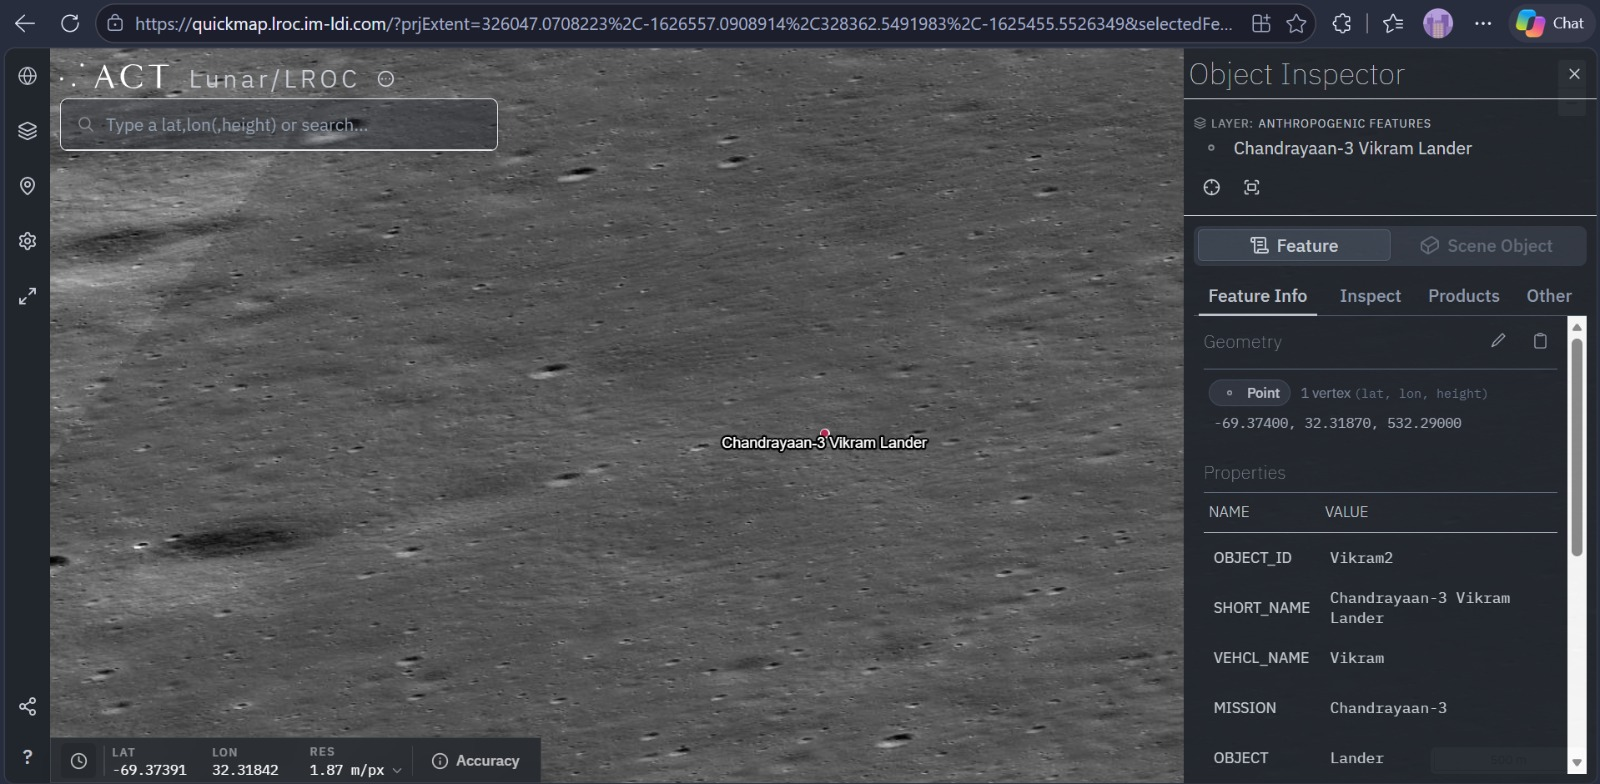 https://quickmap.lroc.im-ldi.com/?prjExtent=326047.0708223%2C-1626557.0908914%2C328362.5491983%2C-1625455.5526349&selectedFe...
Chat
ACT Lunar/LROC
Type a lat,lon(,height) or search...
Chandrayaan-3 Vikram Lander
LAT
-69.37391
LON
32.31842
RES
1.87 m/px
Accuracy
Object Inspector
LAYER: ANTHROPOGENIC FEATURES
Chandrayaan-3 Vikram Lander
Feature Scene Object
Feature Info Inspect Products Other
Geometry
Point 1 vertex (lat, lon, height)
-69.37400, 32.31870, 532.29000
Properties
NAME VALUE
OBJECT_ID Vikram2
SHORT_NAME Chandrayaan-3 Vikram
Lander
VEHCL_NAME Vikram
MISSION Chandrayaan-3
OBJECT Lander